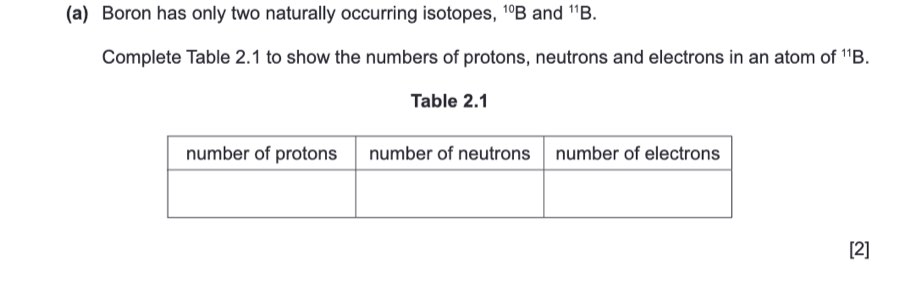 (a) Boron has only two naturally occurring isotopes, ¹⁰B and ¹¹B.
Complete Table 2.1 to show the numbers of protons, neutrons and electrons in an atom of ¹¹B.
Table 2.1
number of protons number of neutrons number of electrons
[2]